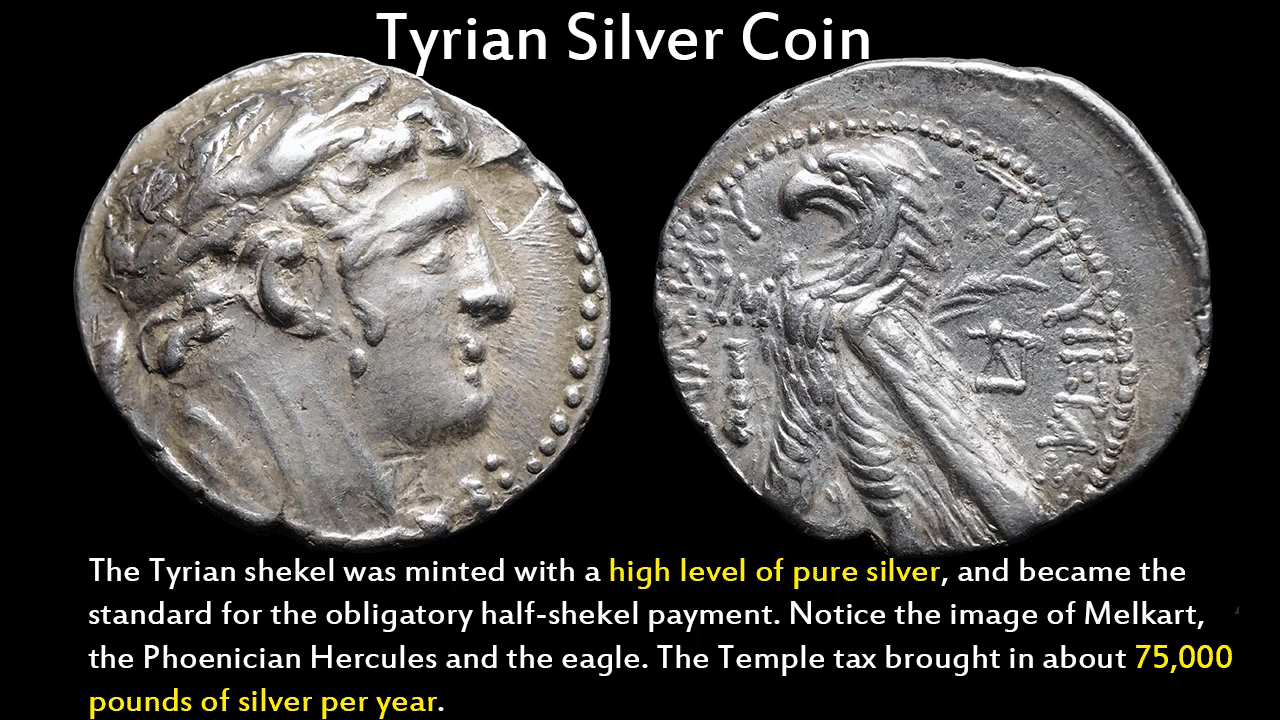 Tyrian Silver Coin
The Tyrian shekel was minted with a high level of pure silver, and became the
standard for the obligatory half-shekel payment. Notice the image of Melkart,
the Phoenician Hercules and the eagle. The Temple tax brought in about 75,000
pounds of silver per year.